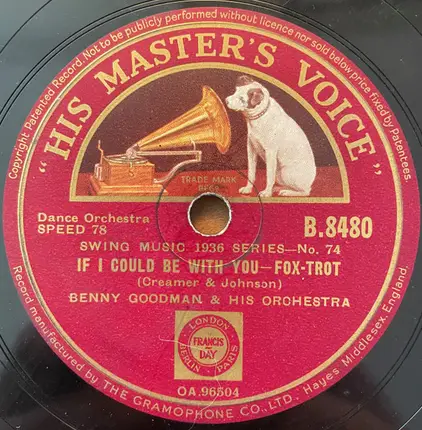 Copyright Patented Record. Not to be publicly performed without licence nor sold below price fixed by Patentees.
"HIS MASTER'S VOICE"
TRADE MARK
Dance Orchestra
SPEED 78
B.8480
SWING MUSIC 1936 SERIES—No. 74
IF I COULD BE WITH YOU—FOX-TROT
(Creamer & Johnson)
BENNY GOODMAN & HIS ORCHESTRA
LONDON
FRANCIS
DAY
BERLIN
PARIS
OA.96504
Record manufactured by THE GRAMOPHONE CO., LTD., Hayes, Middlesex, England.